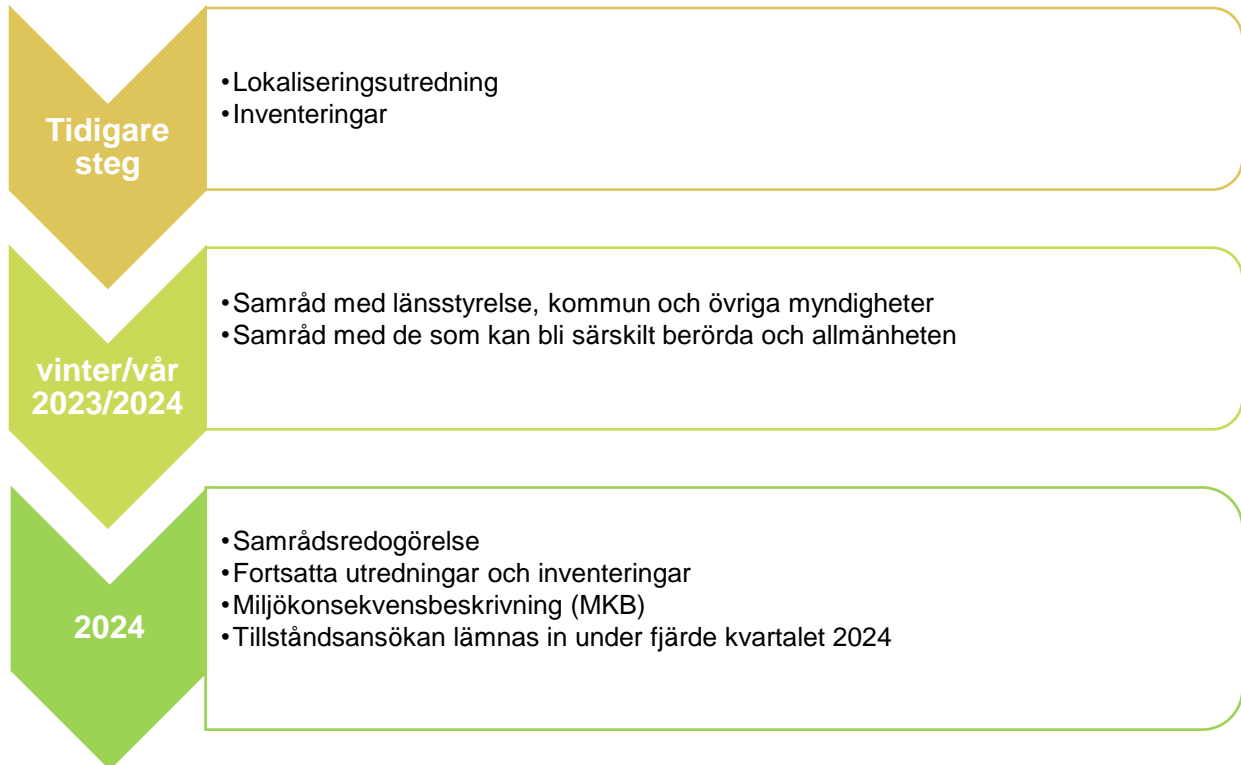 Tidigare
steg
•Lokaliseringsutredning
•Inventeringar
vinter/vår
2023/2024
•Samråd med länsstyrelse, kommun och övriga myndigheter
•Samråd med de som kan bli särskilt berörda och allmänheten
2024
•Samrådsredogörelse
•Fortsatta utredningar och inventeringar
•Miljökonsekvensbeskrivning (MKB)
•Tillståndsansökan lämnas in under fjärde kvartalet 2024